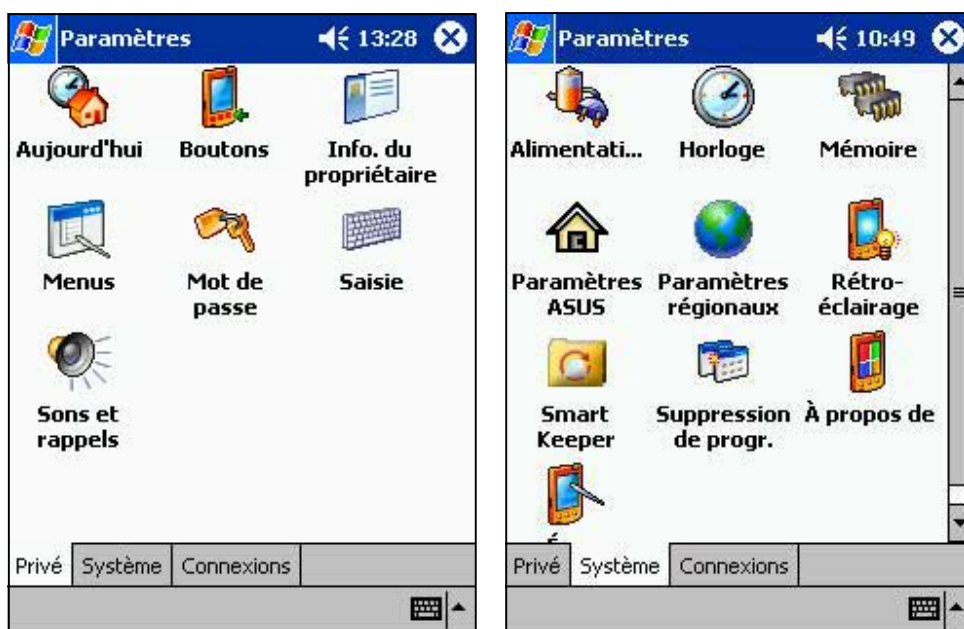 Paramètres 13:28
Aujourd'hui Boutons Info. du
propriétaire
Menus Mot de Saisie
passe
Sons et
rappels
Privé Système Connexions
Paramètres 10:49
Alimentati... Horloge Mémoire
Paramètres Paramètres Rétro-
ASUS régionaux éclairage
Smart Suppression À propos de
Keeper de progr.
Privé Système Connexions